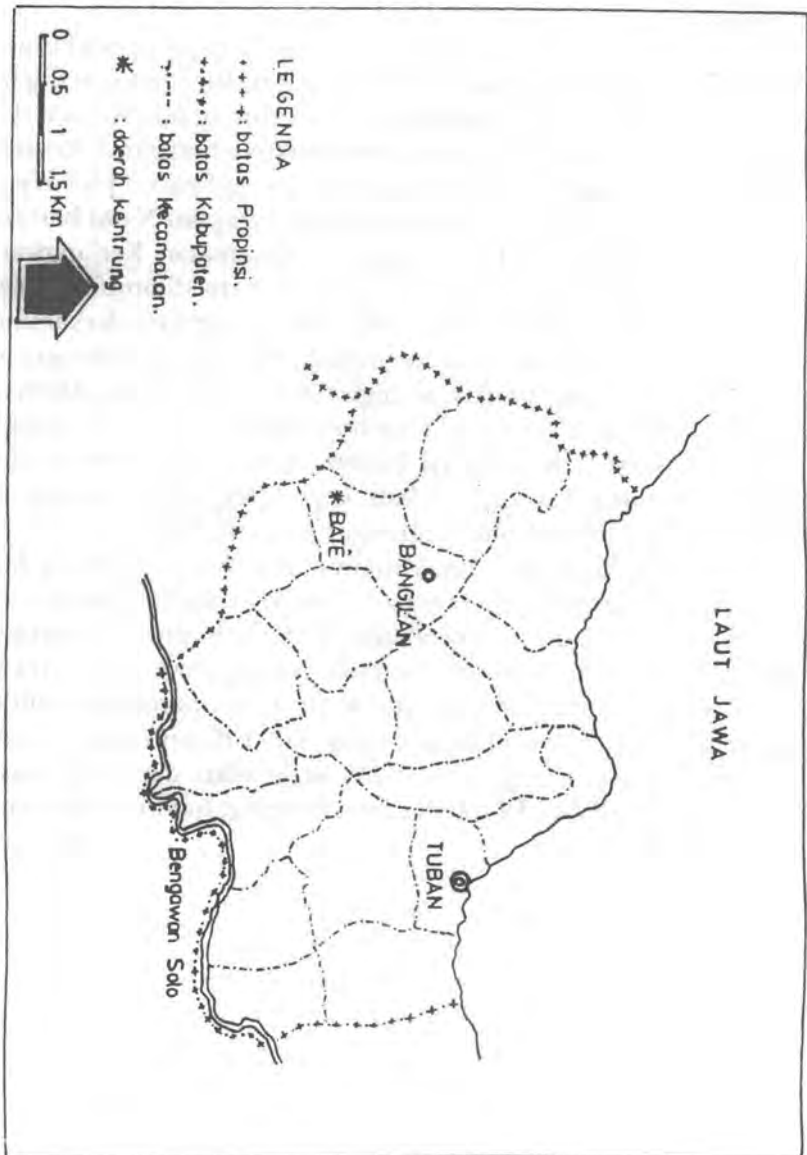 LAUT JAWA
TUBAN
BANGILAN
BATÉ
Bengawan Solo
LEGENDA
+ + + : batas Propinsi.
+·+·+ : batas Kabupaten.
-·-·- : batas Kecamatan.
* : daerah kentrung
0 0.5 1 1.5 Km